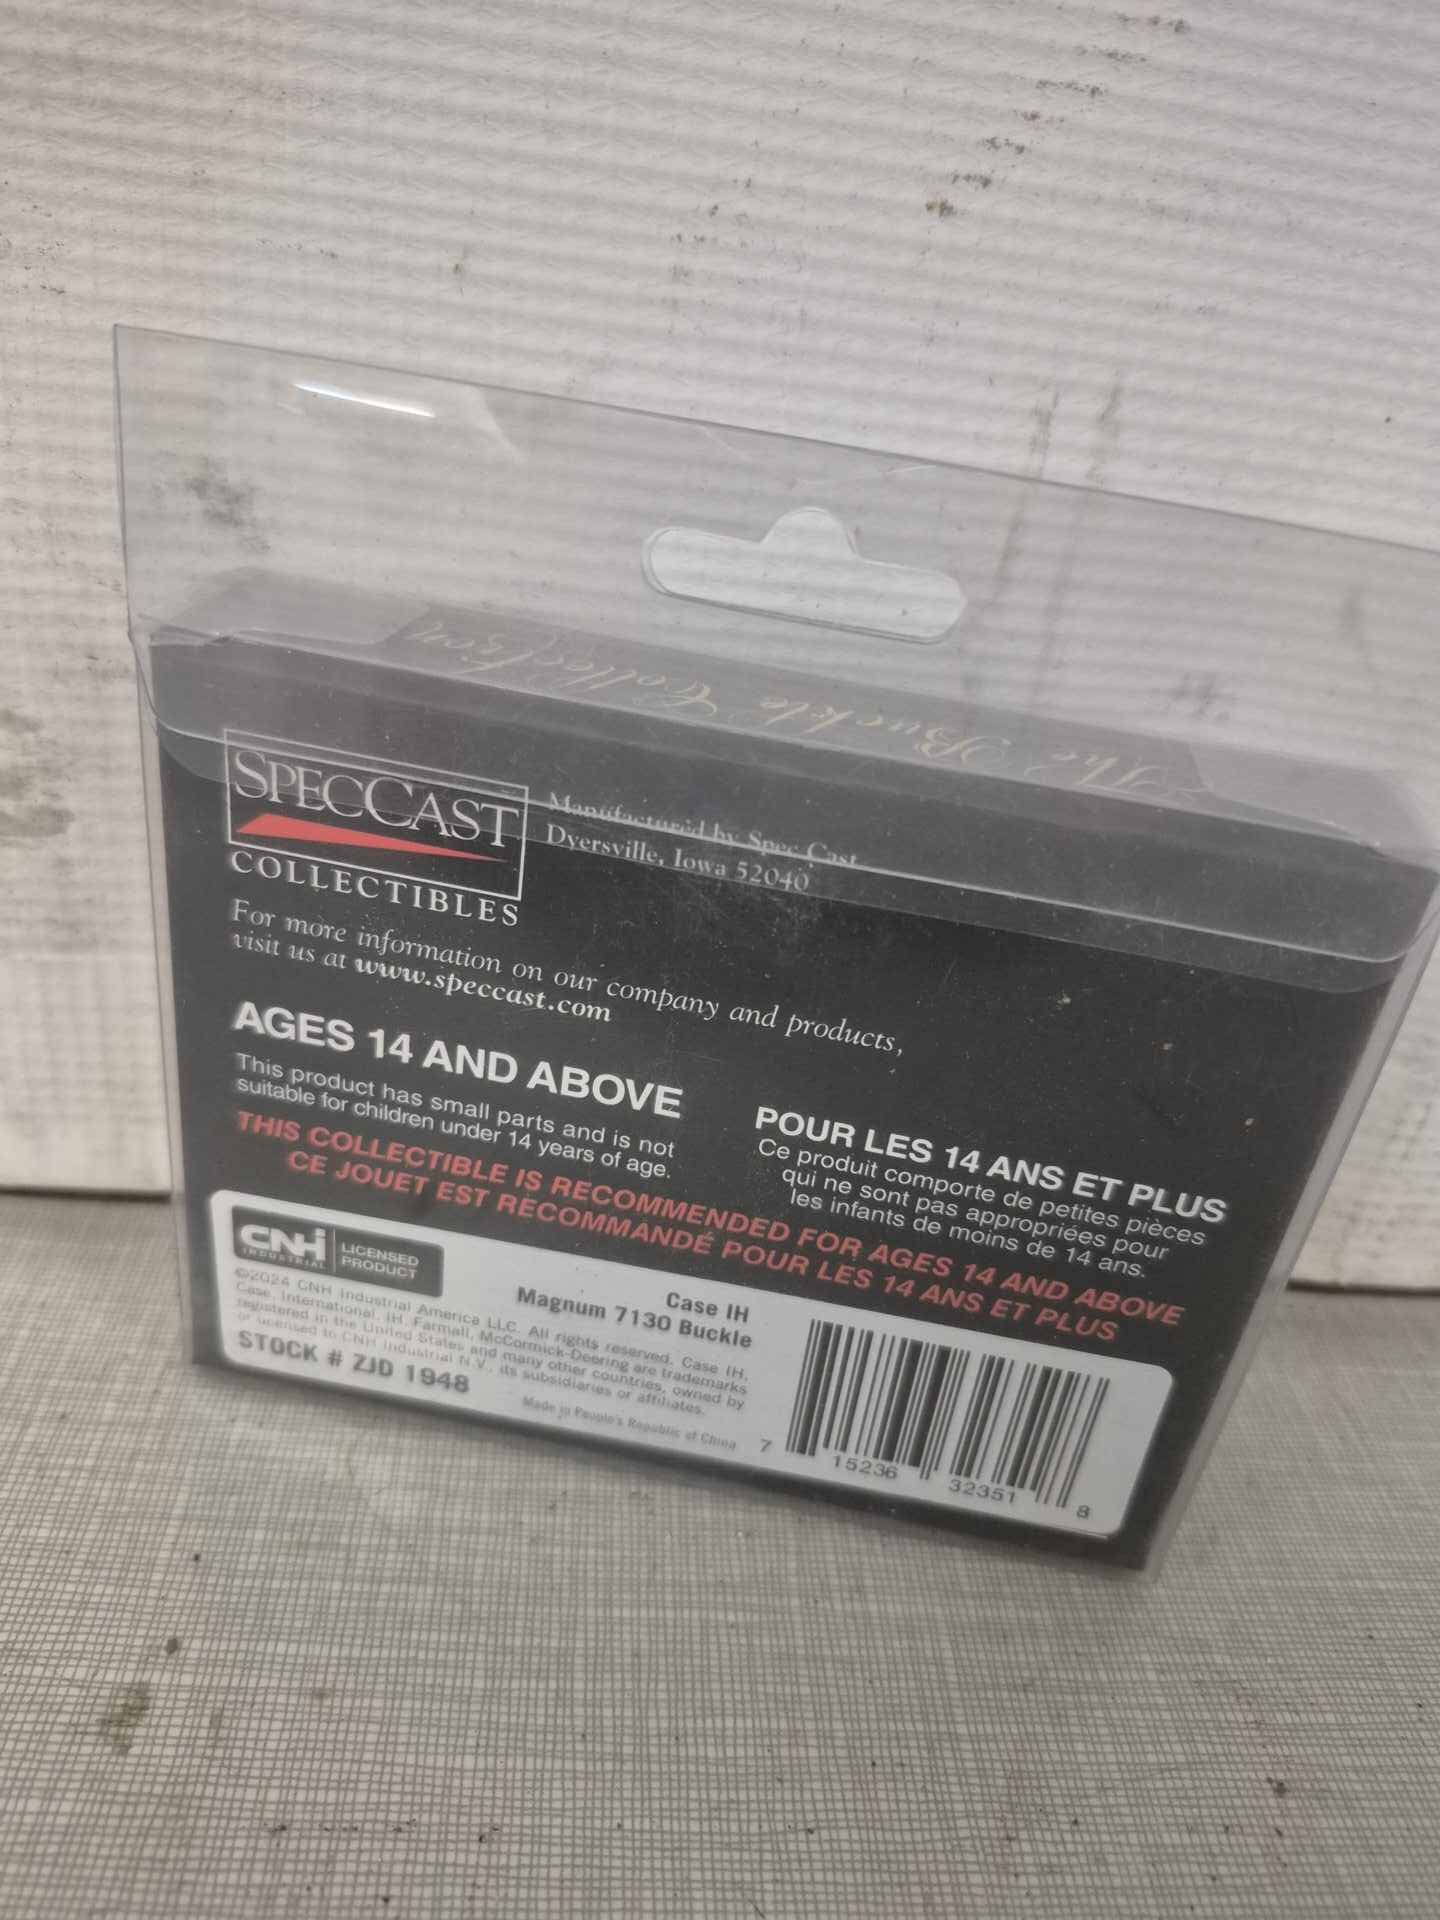 The Buckle Collection
SPECCAST
COLLECTIBLES
Manufactured by Spec Cast
Dyersville, Iowa 52040
For more information on our company and products,
visit us at www.speccast.com
AGES 14 AND ABOVE
This product has small parts and is not
suitable for children under 14 years of age.
POUR LES 14 ANS ET PLUS
Ce produit comporte de petites pièces
qui ne sont pas appropriées pour
les infants de moins de 14 ans.
THIS COLLECTIBLE IS RECOMMENDED FOR AGES 14 AND ABOVE
CE JOUET EST RECOMMANDÉ POUR LES 14 ANS ET PLUS
CNH
INDUSTRIAL
LICENSED
PRODUCT
Case IH
Magnum 7130 Buckle
©2024 CNH Industrial America LLC. All rights reserved. Case IH,
Case, International, IH, Farmall, McCormick-Deering are trademarks
registered in the United States and many other countries, owned by
or licensed to CNH Industrial N.V., its subsidiaries or affiliates.
STOCK # ZJD 1948
Made in People's Republic of China
7 15236 32351 8